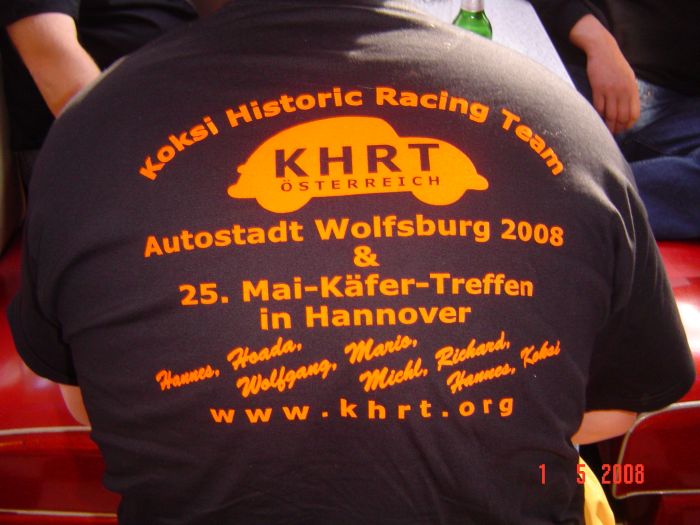 Koksi Historic Racing Team
KHRT
ÖSTERREICH
Autostadt Wolfsburg 2008
&
25. Mai-Käfer-Treffen
in Hannover
Hannes, Hoada,
Wolfgang, Mario,
Michl, Richard,
Hannes, Koksi
www.khrt.org
1 5 2008